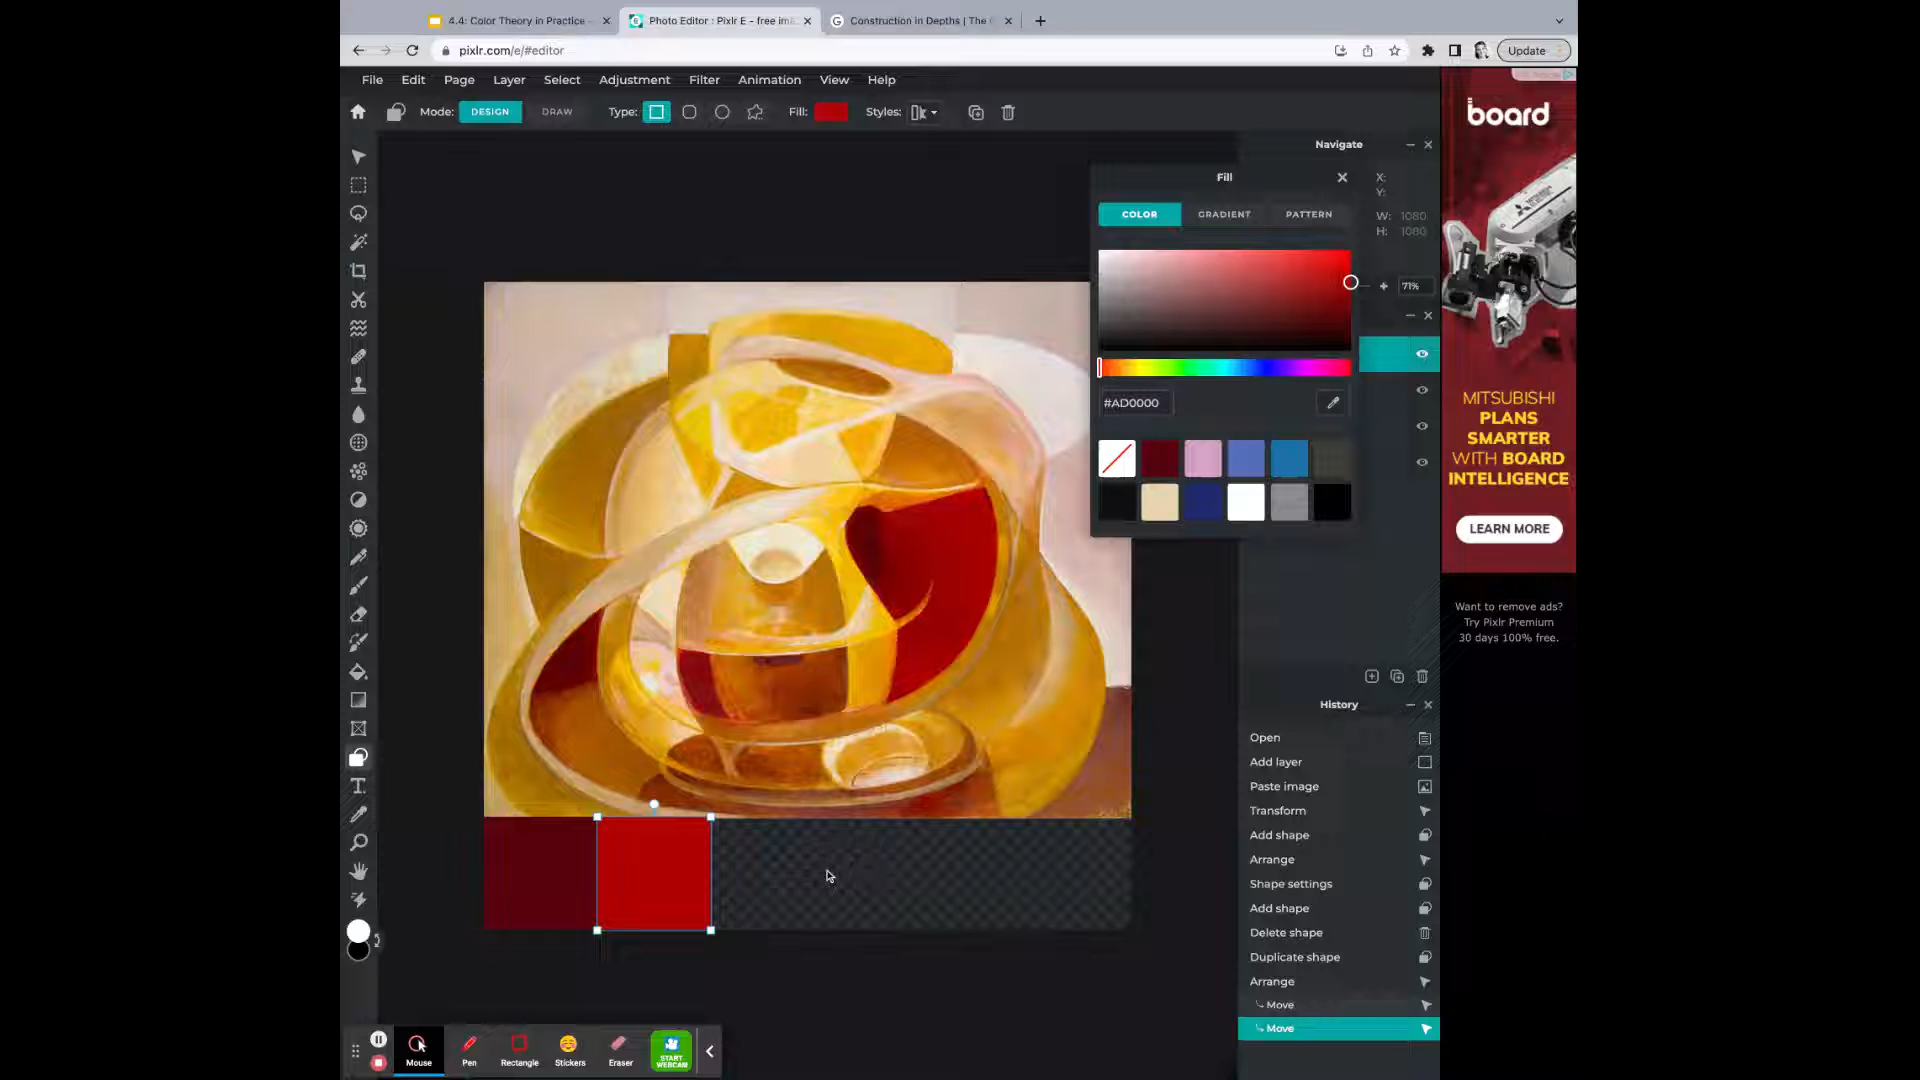 4.4: Color Theory in Practice –
Photo Editor : Pixlr E – free ima
Construction in Depths | The
pixlr.com/e/#editor
Update
File Edit Page Layer Select Adjustment Filter Animation View Help
Mode: DESIGN DRAW Type: Fill: Styles:
Navigate
X:
Y:
W: 1080
H: 1080
71%
Fill
COLOR GRADIENT PATTERN
#AD0000
History
Open
Add layer
Paste image
Transform
Add shape
Arrange
Shape settings
Add shape
Delete shape
Duplicate shape
Arrange
Move
Move
board
MITSUBISHI
PLANS
SMARTER
WITH BOARD
INTELLIGENCE
LEARN MORE
Want to remove ads?
Try Pixlr Premium
30 days 100% free.
Mouse Pen Rectangle Stickers Eraser START
WEBCAM